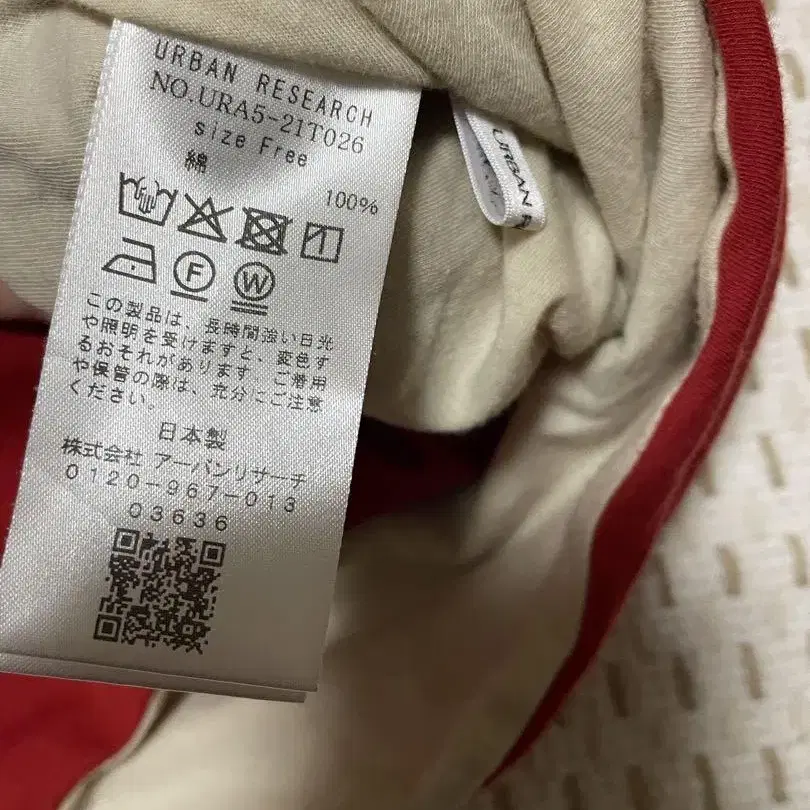 URBAN RESEARCH
NO.URA5-21T026
size Free
綿
100%
F
W
この製品は、長時間強い日光
や照明を受けますと、変色す
るおそれがあります。ご着用
や保管の際は、充分にご注意
ください。
日本製
株式会社 アーバンリサーチ
0120-967-013
03636
URBAN R